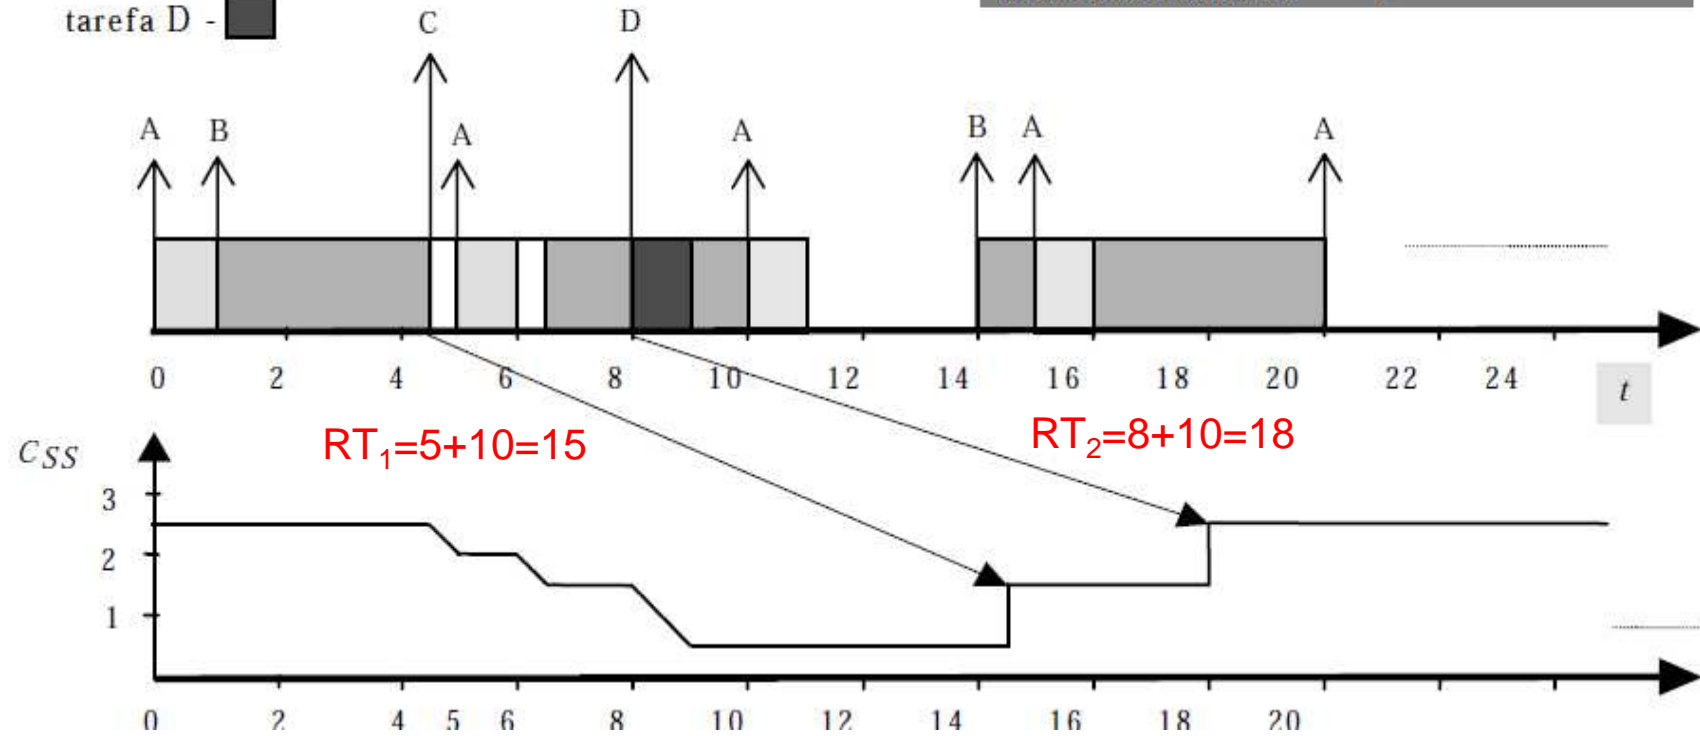 tarefa D -
C D
A B A A B A A
0 2 4 6 8 10 12 14 16 18 20 22 24 t
RT1=5+10=15 RT2=8+10=18
CSS
3
2
1
0 2 4 5 6 8 10 12 14 16 18 20